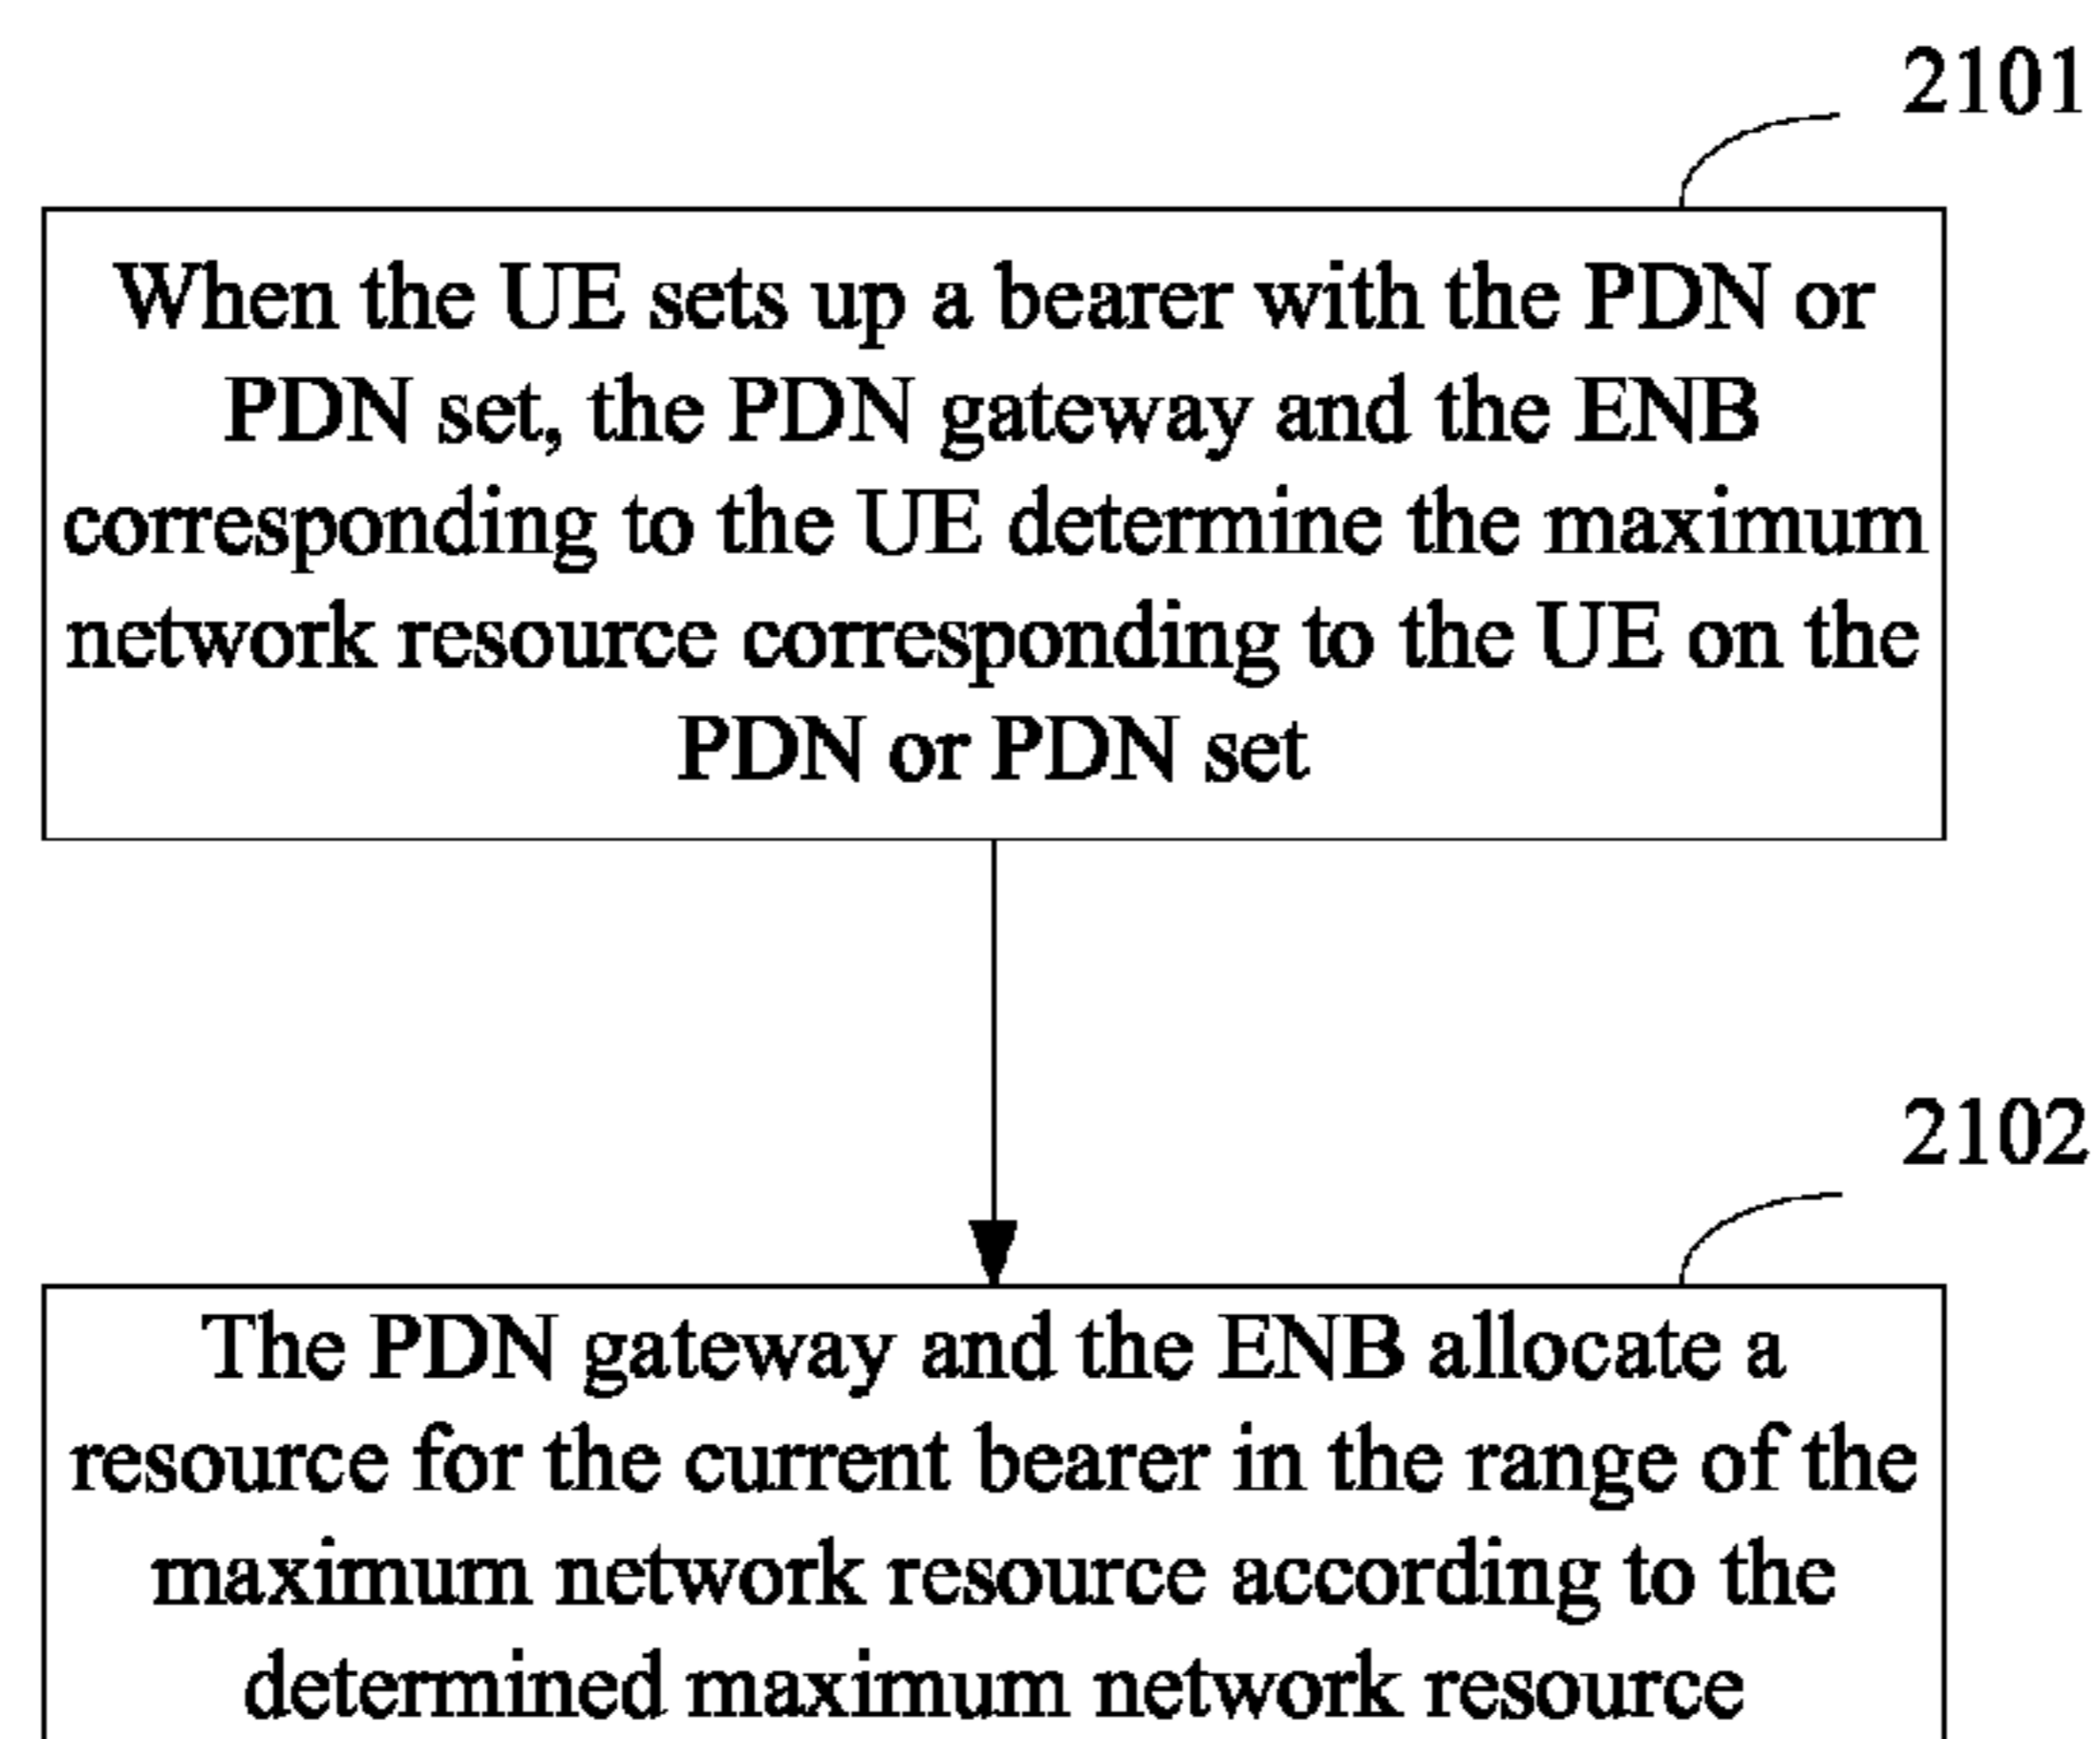 2101
When the UE sets up a bearer with the PDN or
PDN set, the PDN gateway and the ENB
corresponding to the UE determine the maximum
network resource corresponding to the UE on the
PDN or PDN set
2102
The PDN gateway and the ENB allocate a
resource for the current bearer in the range of the
maximum network resource according to the
determined maximum network resource